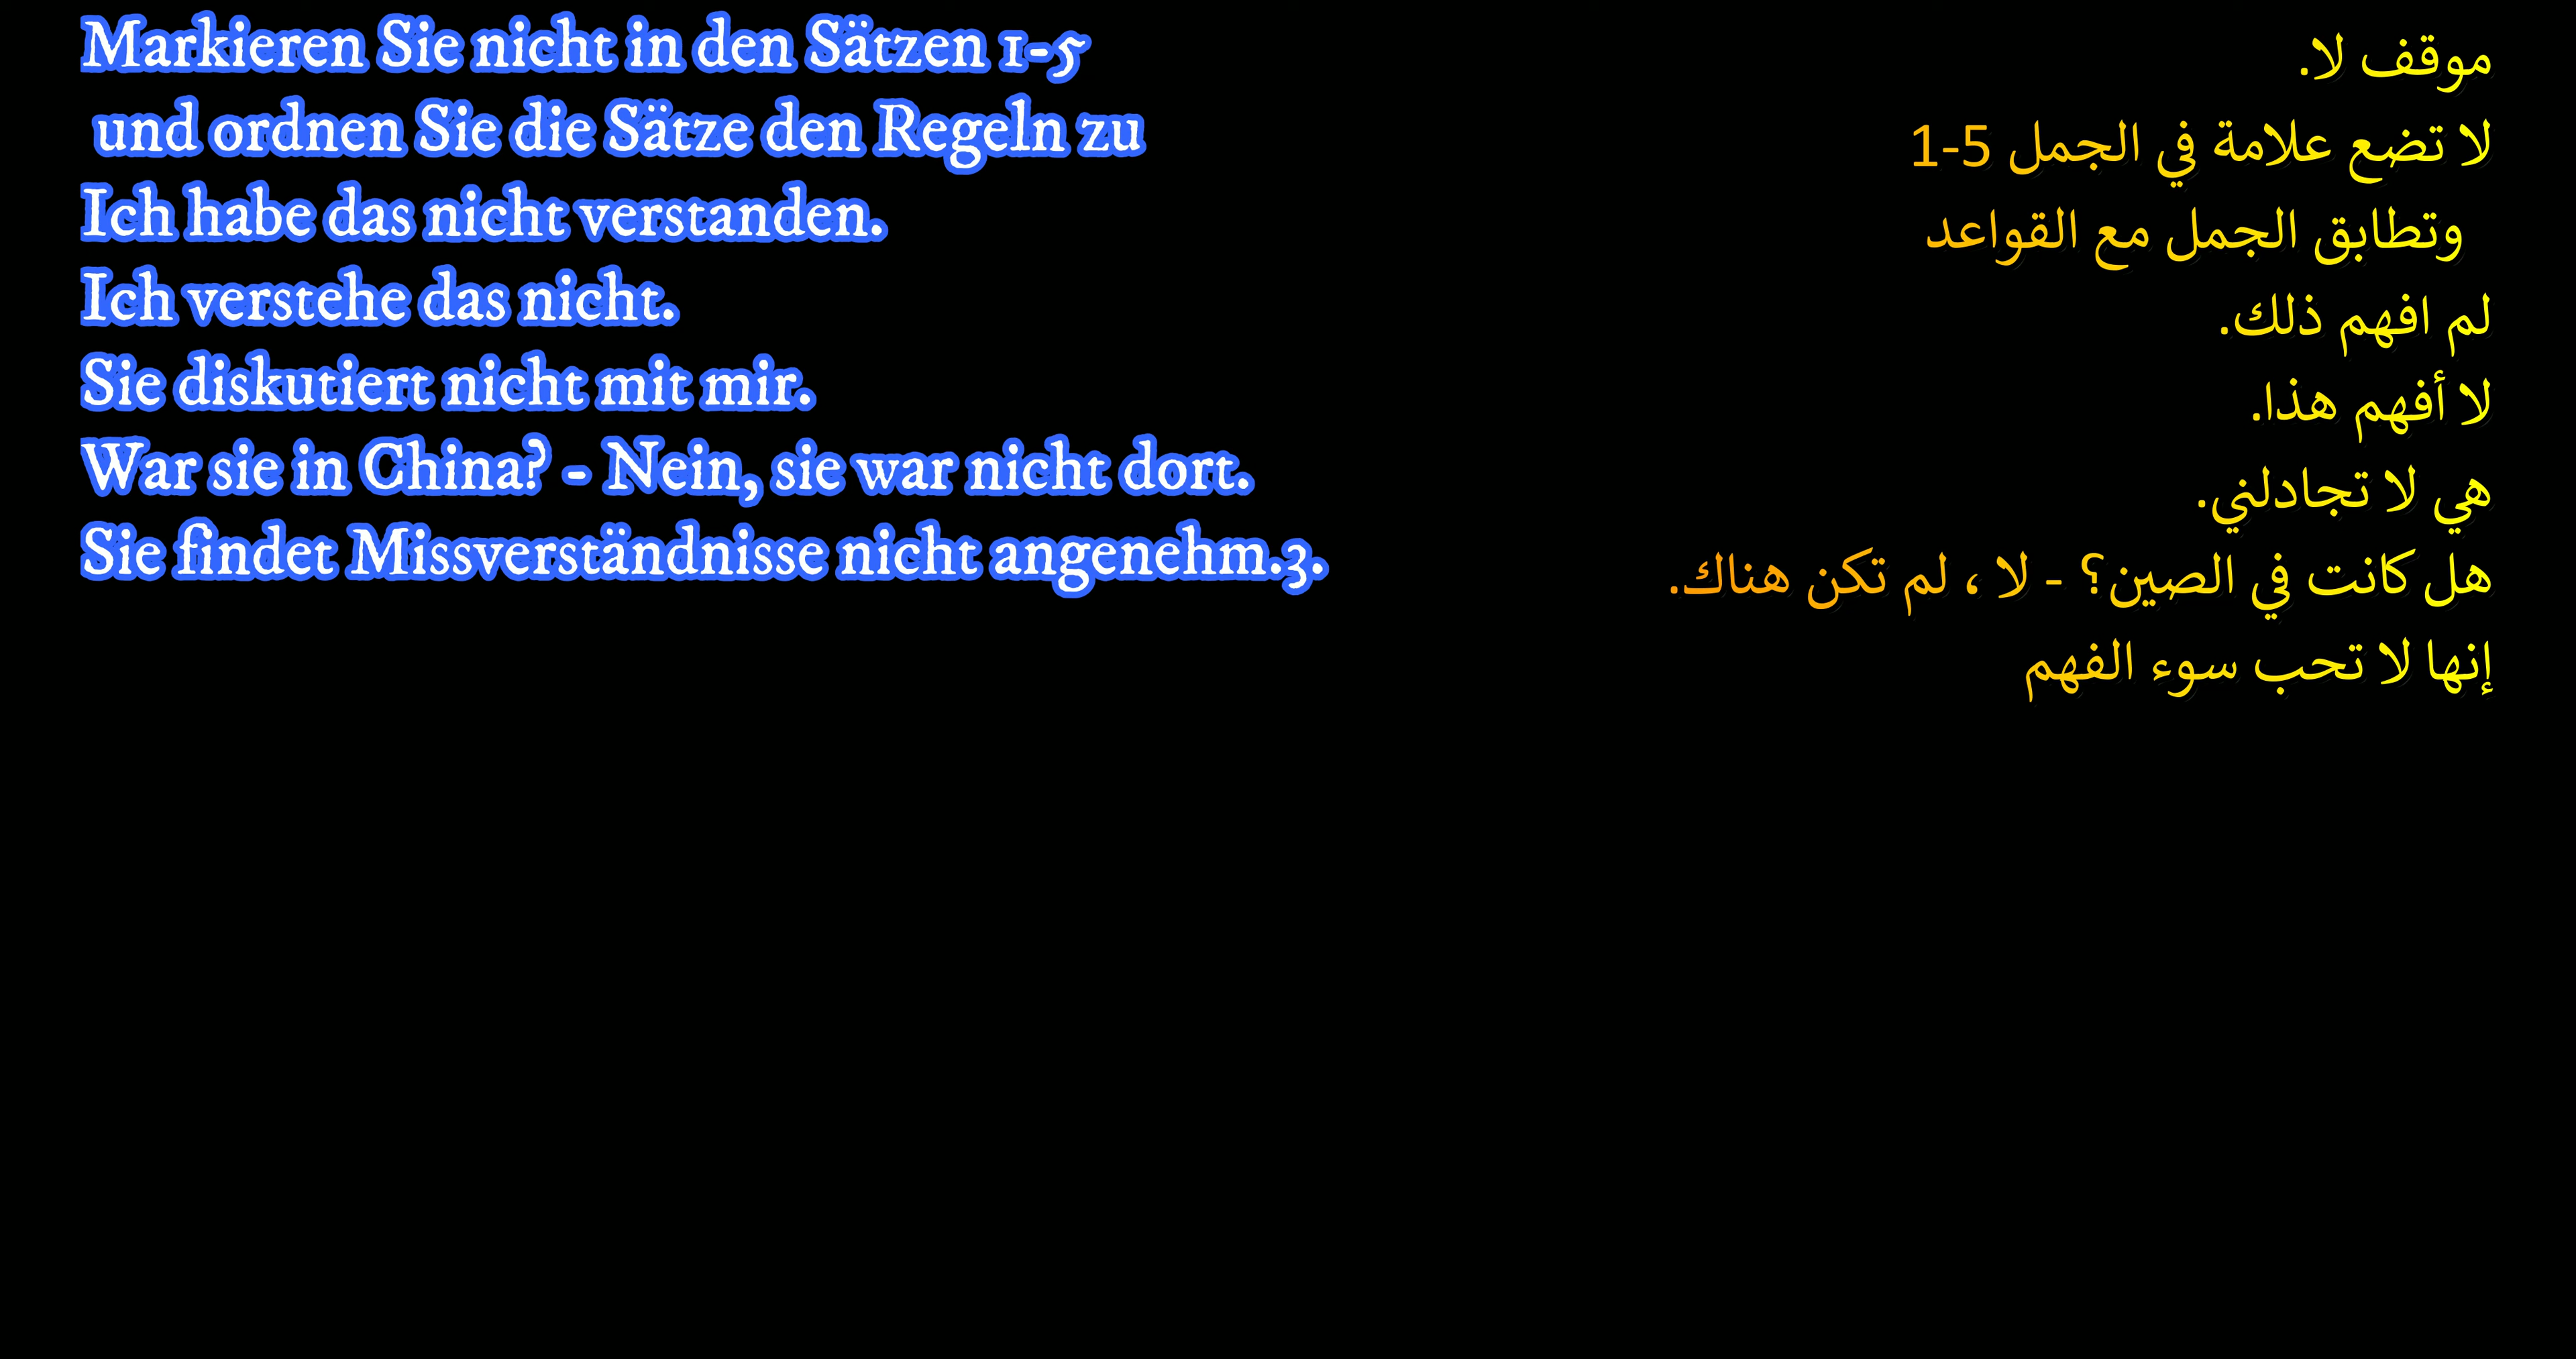 Markieren Sie nicht in den Sätzen 1-5
und ordnen Sie die Sätze den Regeln zu
Ich habe das nicht verstanden.
Ich verstehe das nicht.
Sie diskutiert nicht mit mir.
War sie in China? - Nein, sie war nicht dort.
Sie findet Missverständnisse nicht angenehm.3.
موقف لا.
لا تضع علامة في الجمل 5-1
وتطابق الجمل مع القواعد
لم افهم ذلك.
لا أفهم هذا.
هي لا تجادلني.
هل كانت في الصين؟ - لا ، لم تكن هناك.
إنها لا تحب سوء الفهم